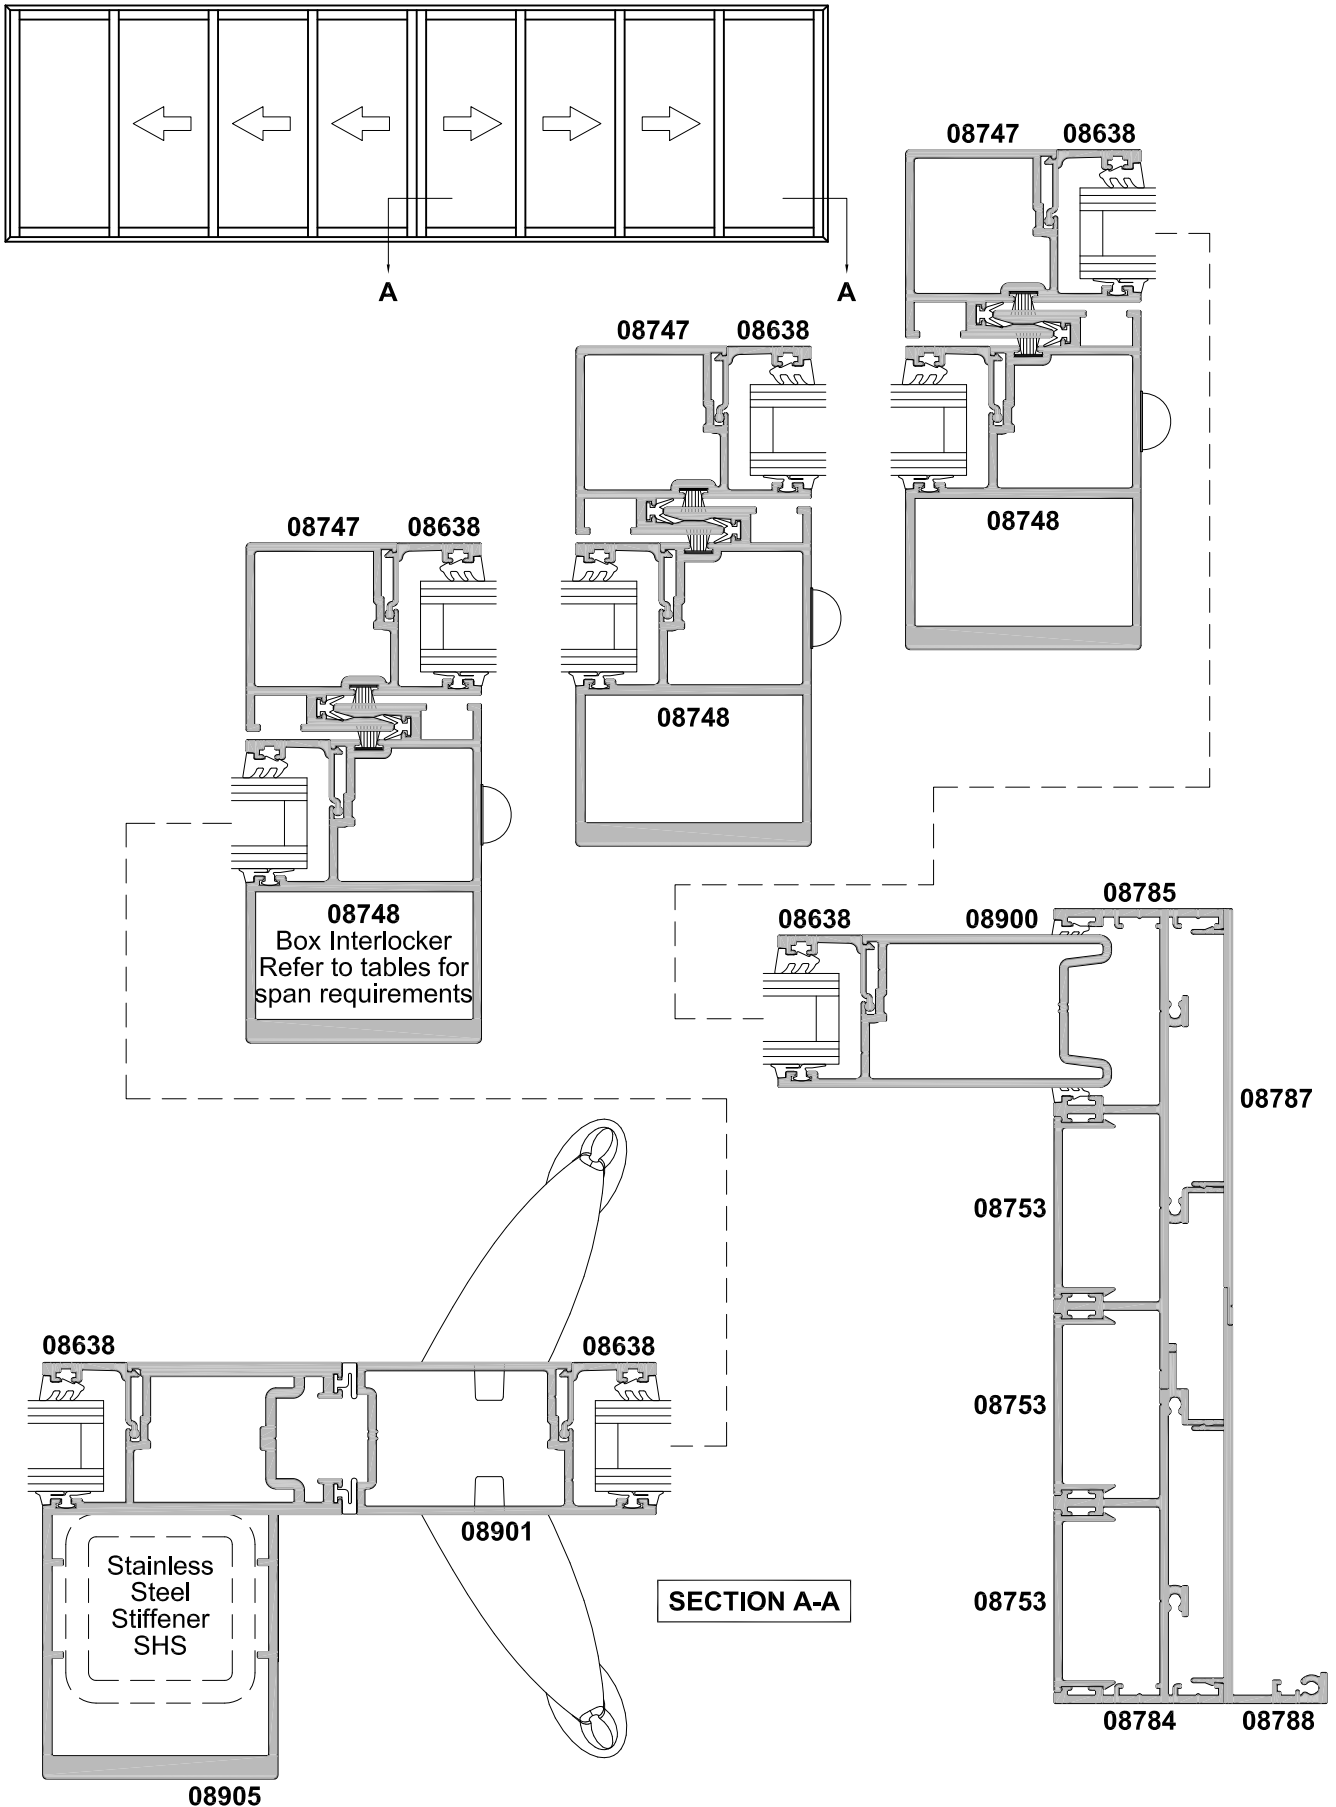 A
A
08747
08638
08747
08638
08748
08747
08638
08748
08748
Box Interlocker
Refer to tables for
span requirements
08785
08638
08900
08787
08753
08753
08753
08638
08638
08901
Stainless
Steel
Stiffener
SHS
SECTION A-A
08784
08788
08905